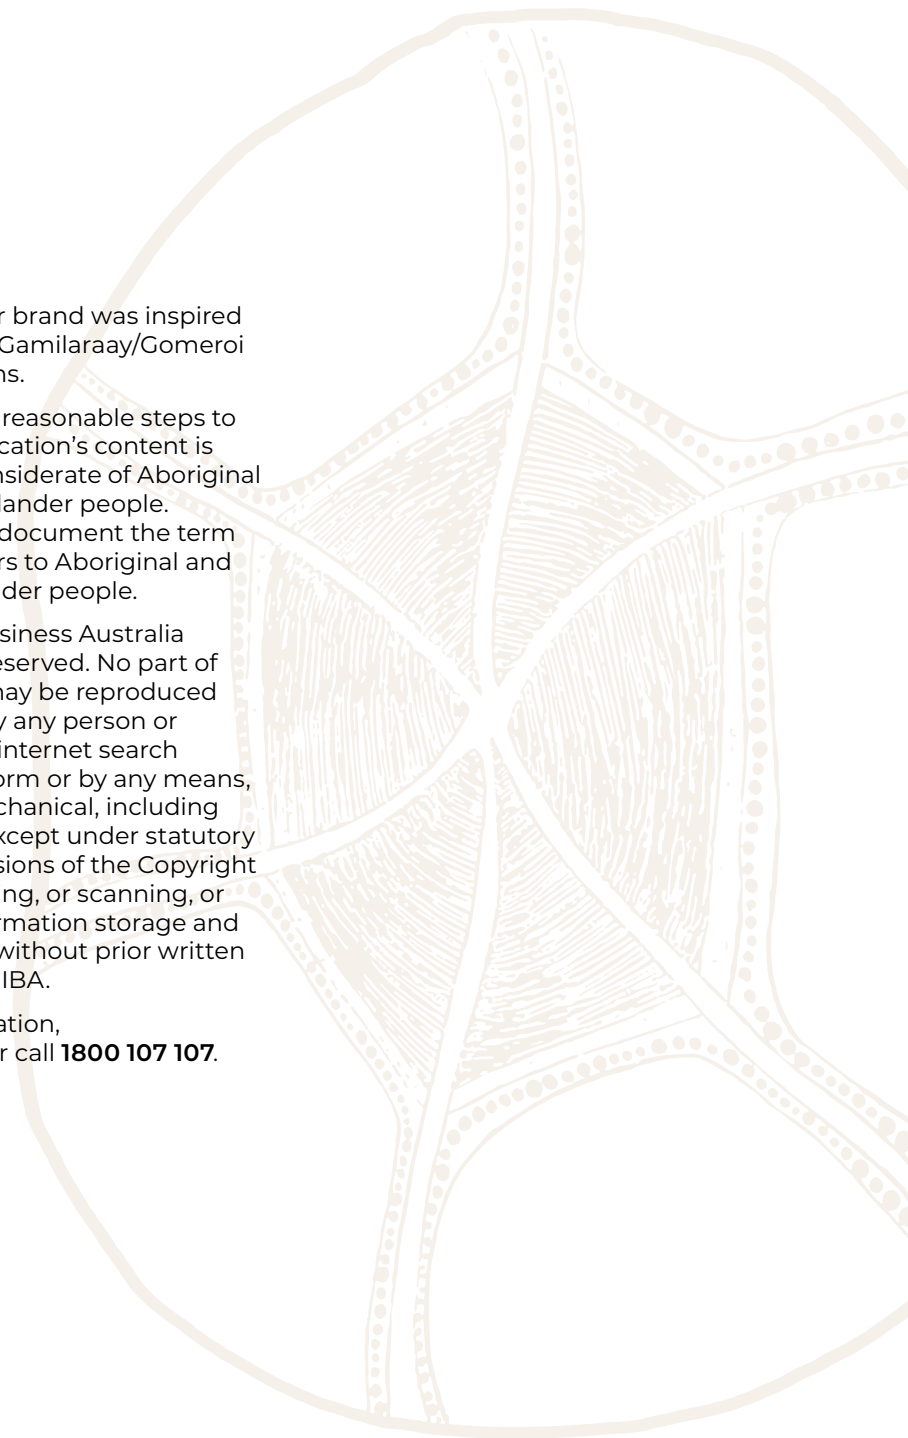 r brand was inspired
Gamilaraay/Gomeroi
ns.
reasonable steps to
cation’s content is
nsiderate of Aboriginal
lander people.
document the term
rs to Aboriginal and
der people.
siness Australia
eserved. No part of
may be reproduced
y any person or
internet search
orm or by any means,
chanical, including
xcept under statutory
sions of the Copyright
ng, or scanning, or
rmation storage and
without prior written
IBA.
ation,
r call 1800 107 107.